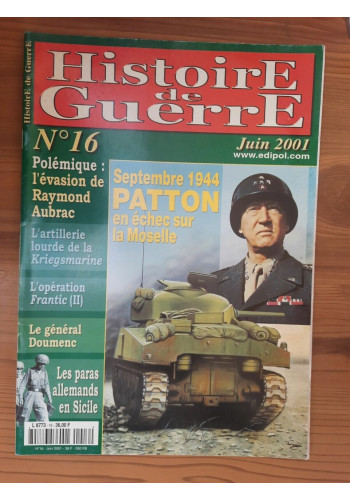 HistoirE de GuerrE
HistoirE
de
GuerrE
N°16
Juin 2001
www.edipol.com
Polémique :
l'évasion de
Raymond
Aubrac
Septembre 1944
PATTON
en échec sur
la Moselle
L'artillerie
lourde de la
Kriegsmarine
L'opération
Frantic (II)
Le général
Doumenc
Les paras
allemands
en Sicile